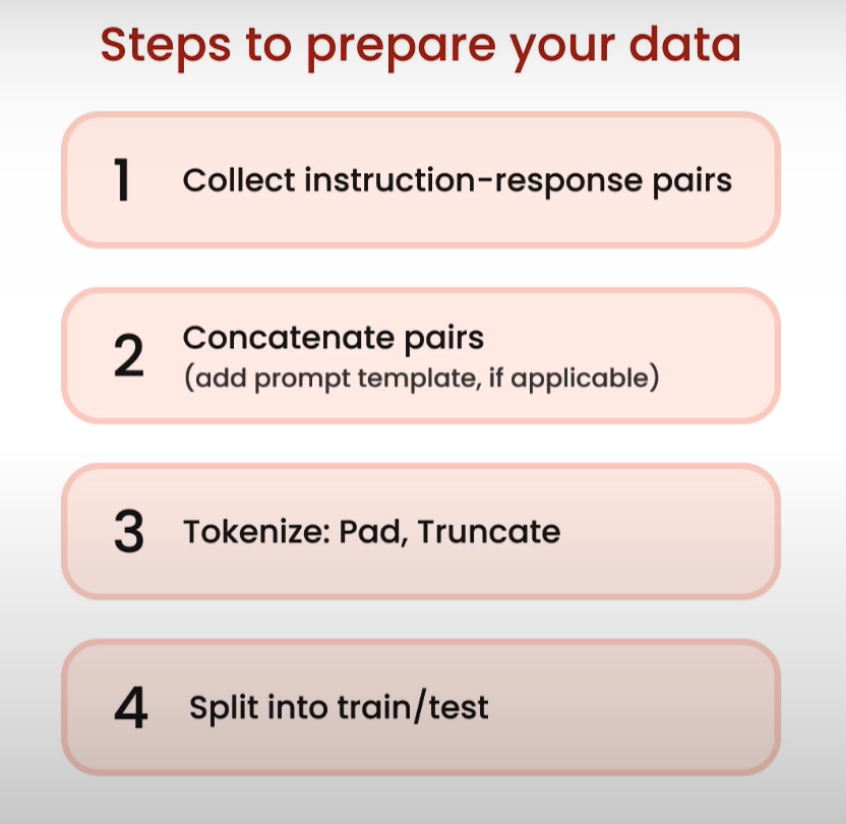 Steps to prepare your data
1 Collect instruction-response pairs
2 Concatenate pairs
(add prompt template, if applicable)
3 Tokenize: Pad, Truncate
4 Split into train/test